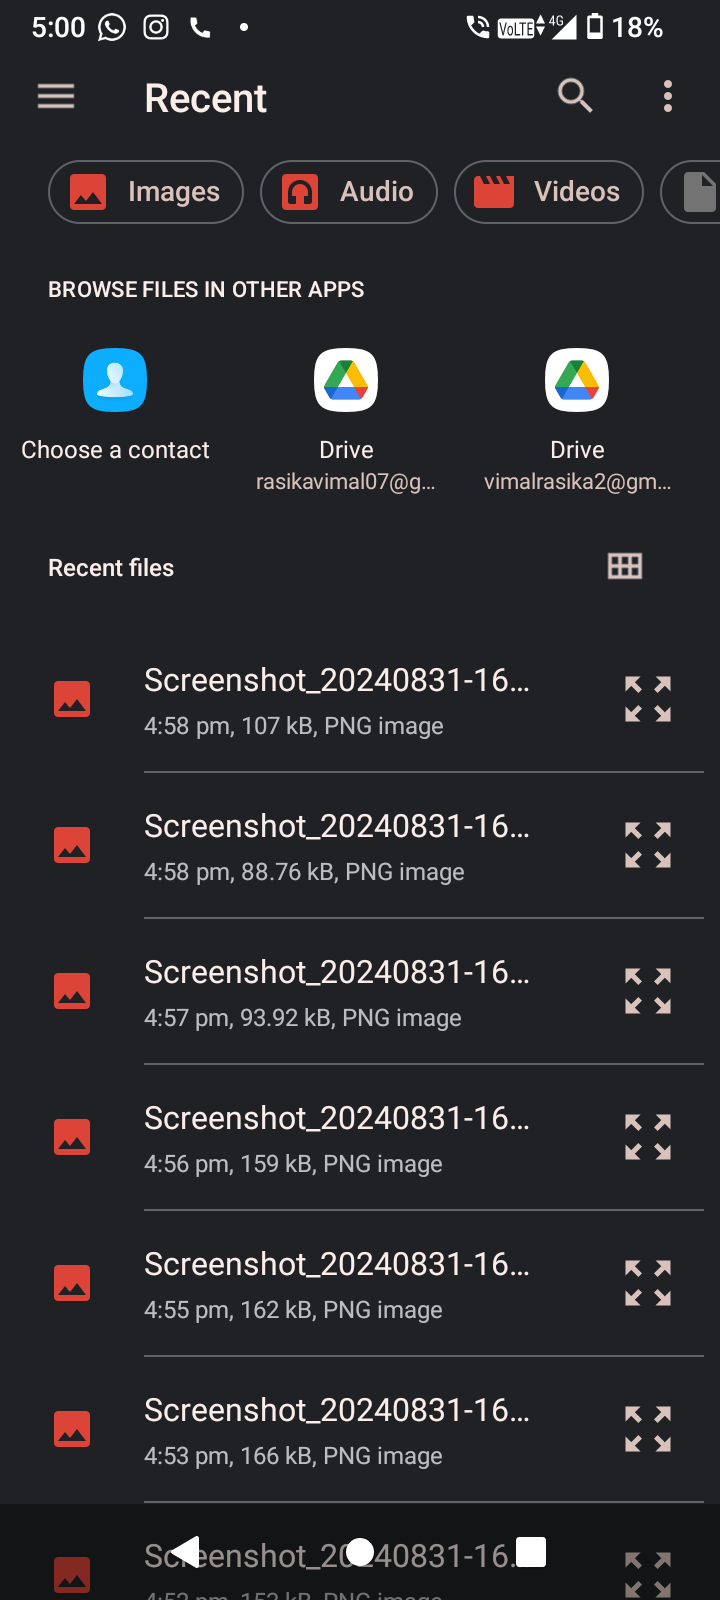 5:00 VoLTE 4G 18%
Recent
Images Audio Videos
BROWSE FILES IN OTHER APPS
Choose a contact Drive Drive
rasikavimal07@g... vimalrasika2@gm...
Recent files
Screenshot_20240831-16...
4:58 pm, 107 kB, PNG image
Screenshot_20240831-16...
4:58 pm, 88.76 kB, PNG image
Screenshot_20240831-16...
4:57 pm, 93.92 kB, PNG image
Screenshot_20240831-16...
4:56 pm, 159 kB, PNG image
Screenshot_20240831-16...
4:55 pm, 162 kB, PNG image
Screenshot_20240831-16...
4:53 pm, 166 kB, PNG image
Screenshot_20240831-16...